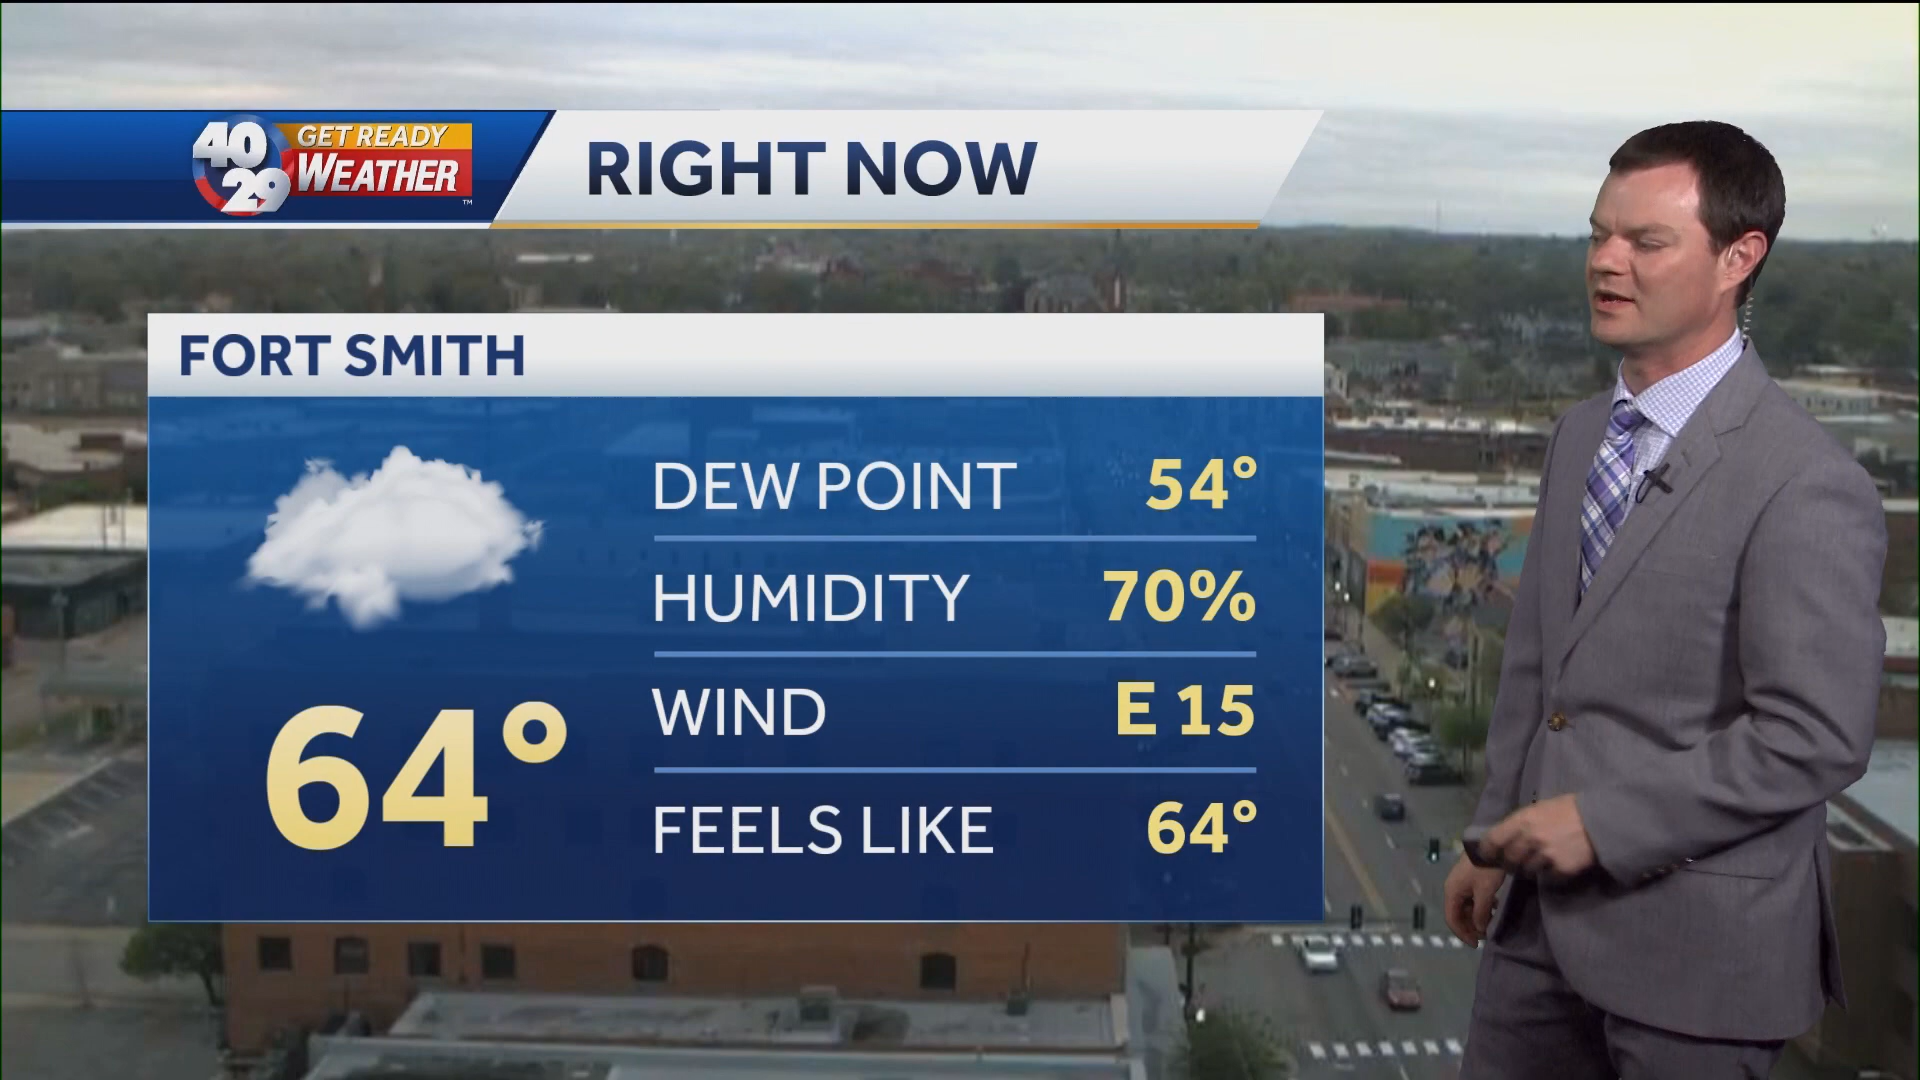 40
29
GET READY
WEATHER™
RIGHT NOW
FORT SMITH
64°
DEW POINT 54°
HUMIDITY 70%
WIND E 15
FEELS LIKE 64°